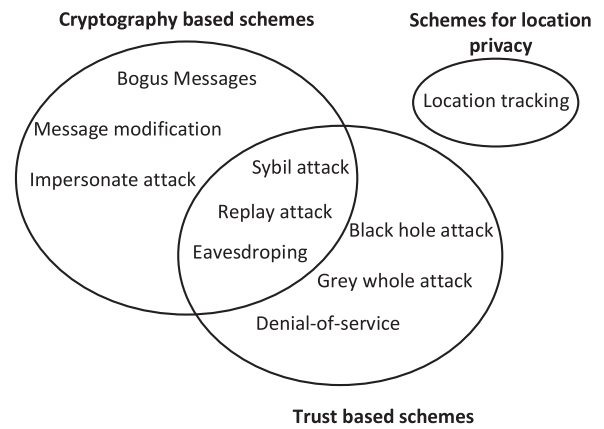 Cryptography based schemes
Schemes for location
privacy
Bogus Messages
Location tracking
Message modification
Sybil attack
Impersonate attack
Replay attack
Black hole attack
Eavesdroping
Grey whole attack
Denial-of-service
Trust based schemes